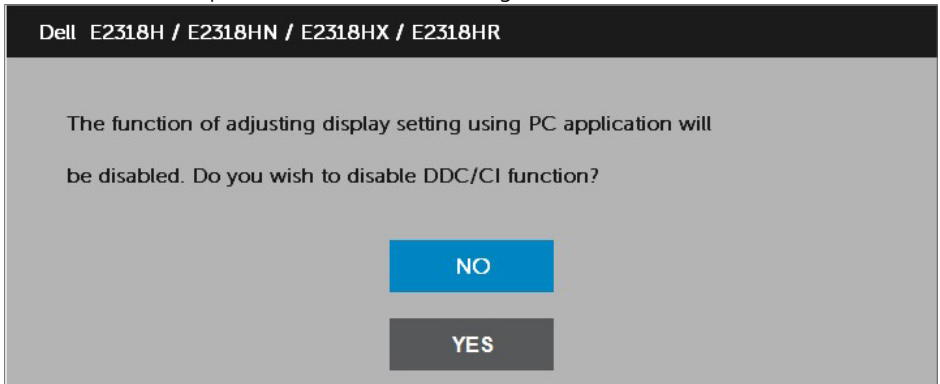 Dell E2318H / E2318HN / E2318HX / E2318HR
The function of adjusting display setting using PC application will
be disabled. Do you wish to disable DDC/CI function?
NO
YES